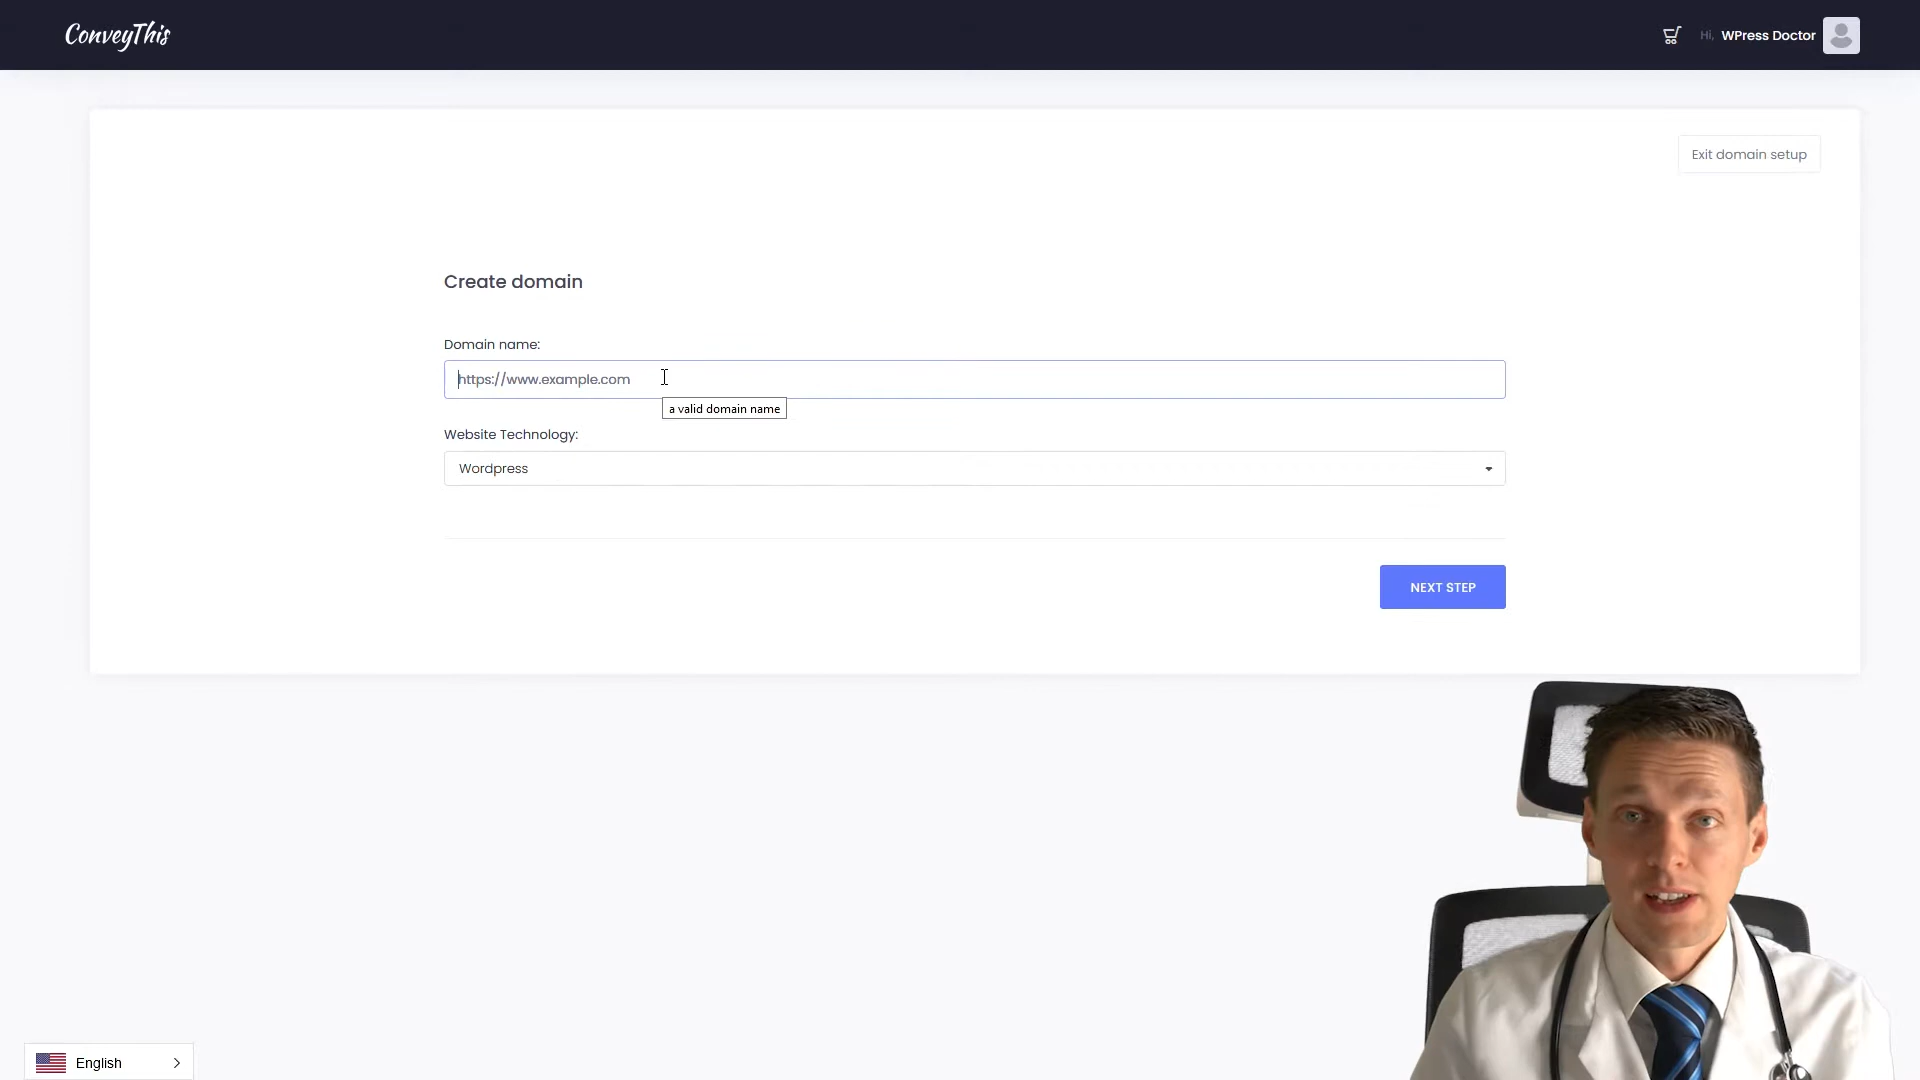 ConveyThis
Hi, WPress Doctor
Exit domain setup
Create domain
Domain name:
https://www.example.com
a valid domain name
Website Technology:
Wordpress
NEXT STEP
English